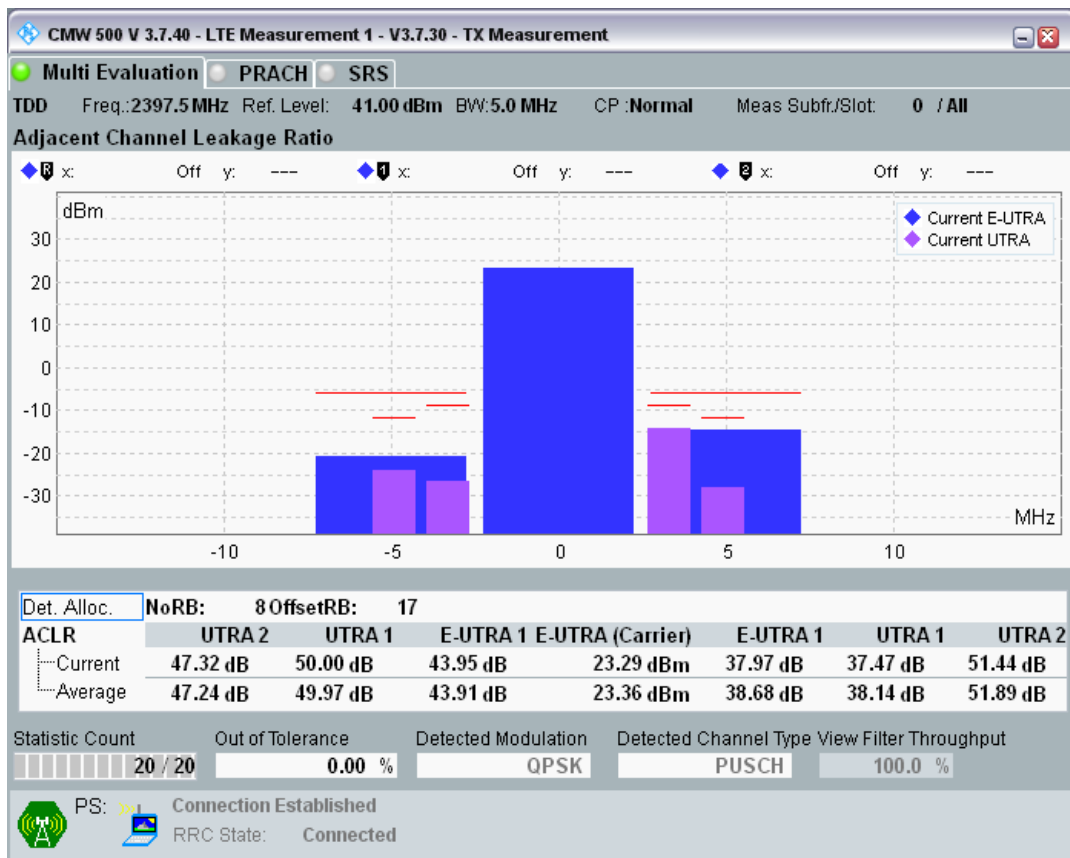 CMW 500 V 3.7.40 - LTE Measurement 1 - V3.7.30 - TX Measurement
Multi Evaluation PRACH SRS
TDD Freq.:2397.5 MHz Ref. Level: 41.00 dBm BW:5.0 MHz CP :Normal Meas Subfr./Slot: 0 / All
Adjacent Channel Leakage Ratio
R x: Off y: --- 1 x: Off y: --- 2 x: Off y: ---
dBm
Current E-UTRA
Current UTRA
30
20
10
0
-10
-20
-30
MHz
-10 -5 0 5 10
Det. Alloc. NoRB: 8 OffsetRB: 17
ACLR UTRA 2 UTRA 1 E-UTRA 1 E-UTRA (Carrier) E-UTRA 1 UTRA 1 UTRA 2
Current 47.32 dB 50.00 dB 43.95 dB 23.29 dBm 37.97 dB 37.47 dB 51.44 dB
Average 47.24 dB 49.97 dB 43.91 dB 23.36 dBm 38.68 dB 38.14 dB 51.89 dB
Statistic Count Out of Tolerance Detected Modulation Detected Channel Type View Filter Throughput
20 / 20 0.00 % QPSK PUSCH 100.0 %
PS: Connection Established
RRC State: Connected